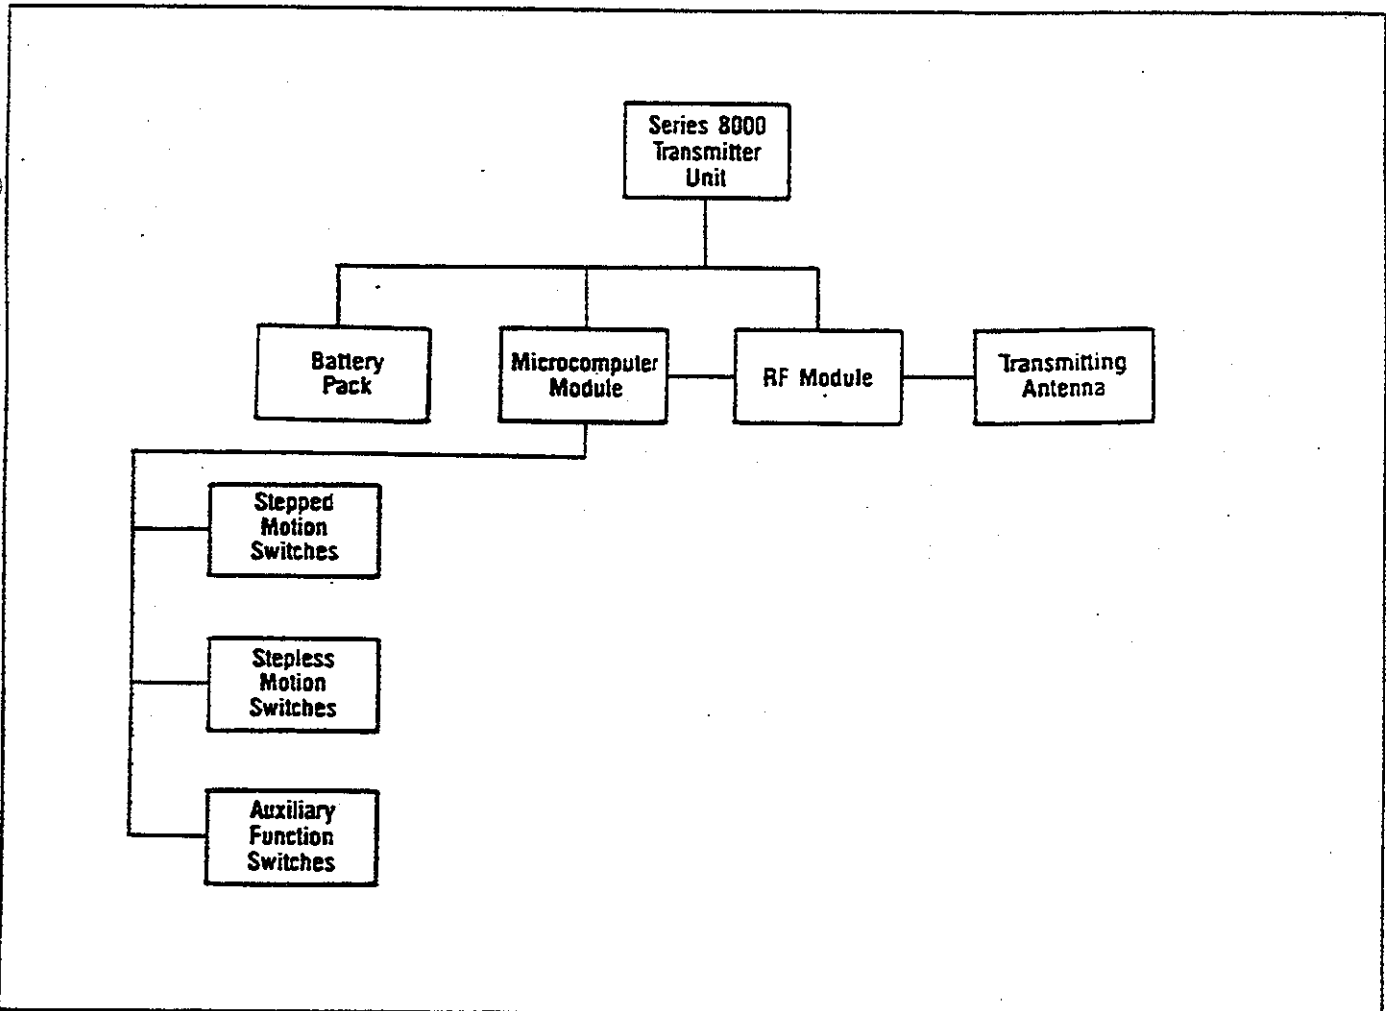 Series 8000
Transmitter
Unit
Battery
Pack
Microcomputer
Module
RF Module
Transmitting
Antenna
Stepped
Motion
Switches
Stepless
Motion
Switches
Auxiliary
Function
Switches